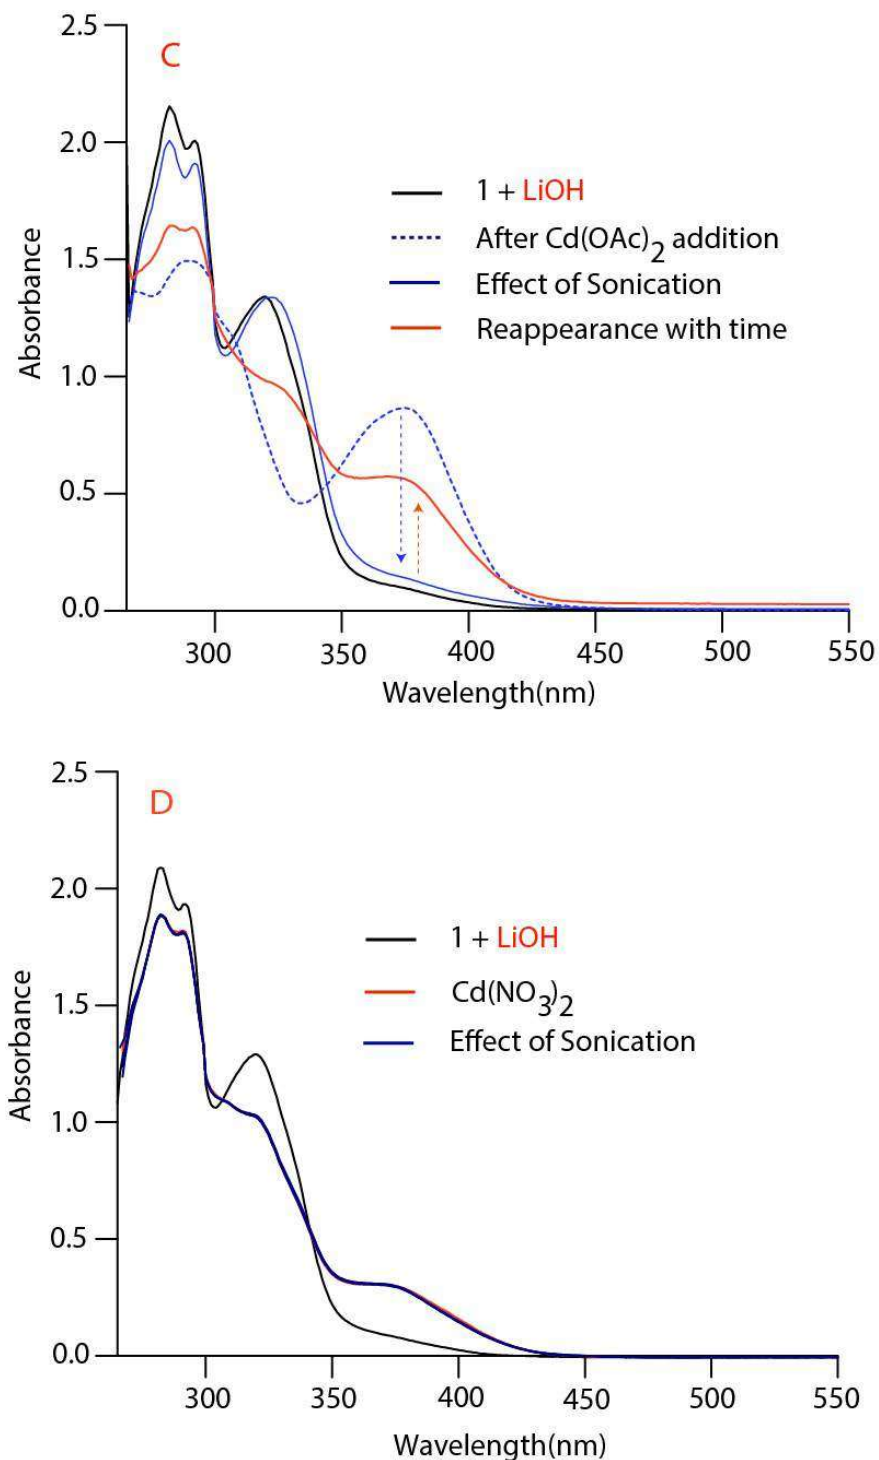 2.5
C
2.0
1 + LiOH
After Cd(OAc)2 addition
1.5
Effect of Sonication
Reappearance with time
Absorbance
1.0
0.5
0.0
300 350 400 450 500 550
Wavelength(nm)
2.5
D
2.0
1 + LiOH
Cd(NO3)2
1.5
Effect of Sonication
Absorbance
1.0
0.5
0.0
300 350 400 450 500 550
Wavelength(nm)